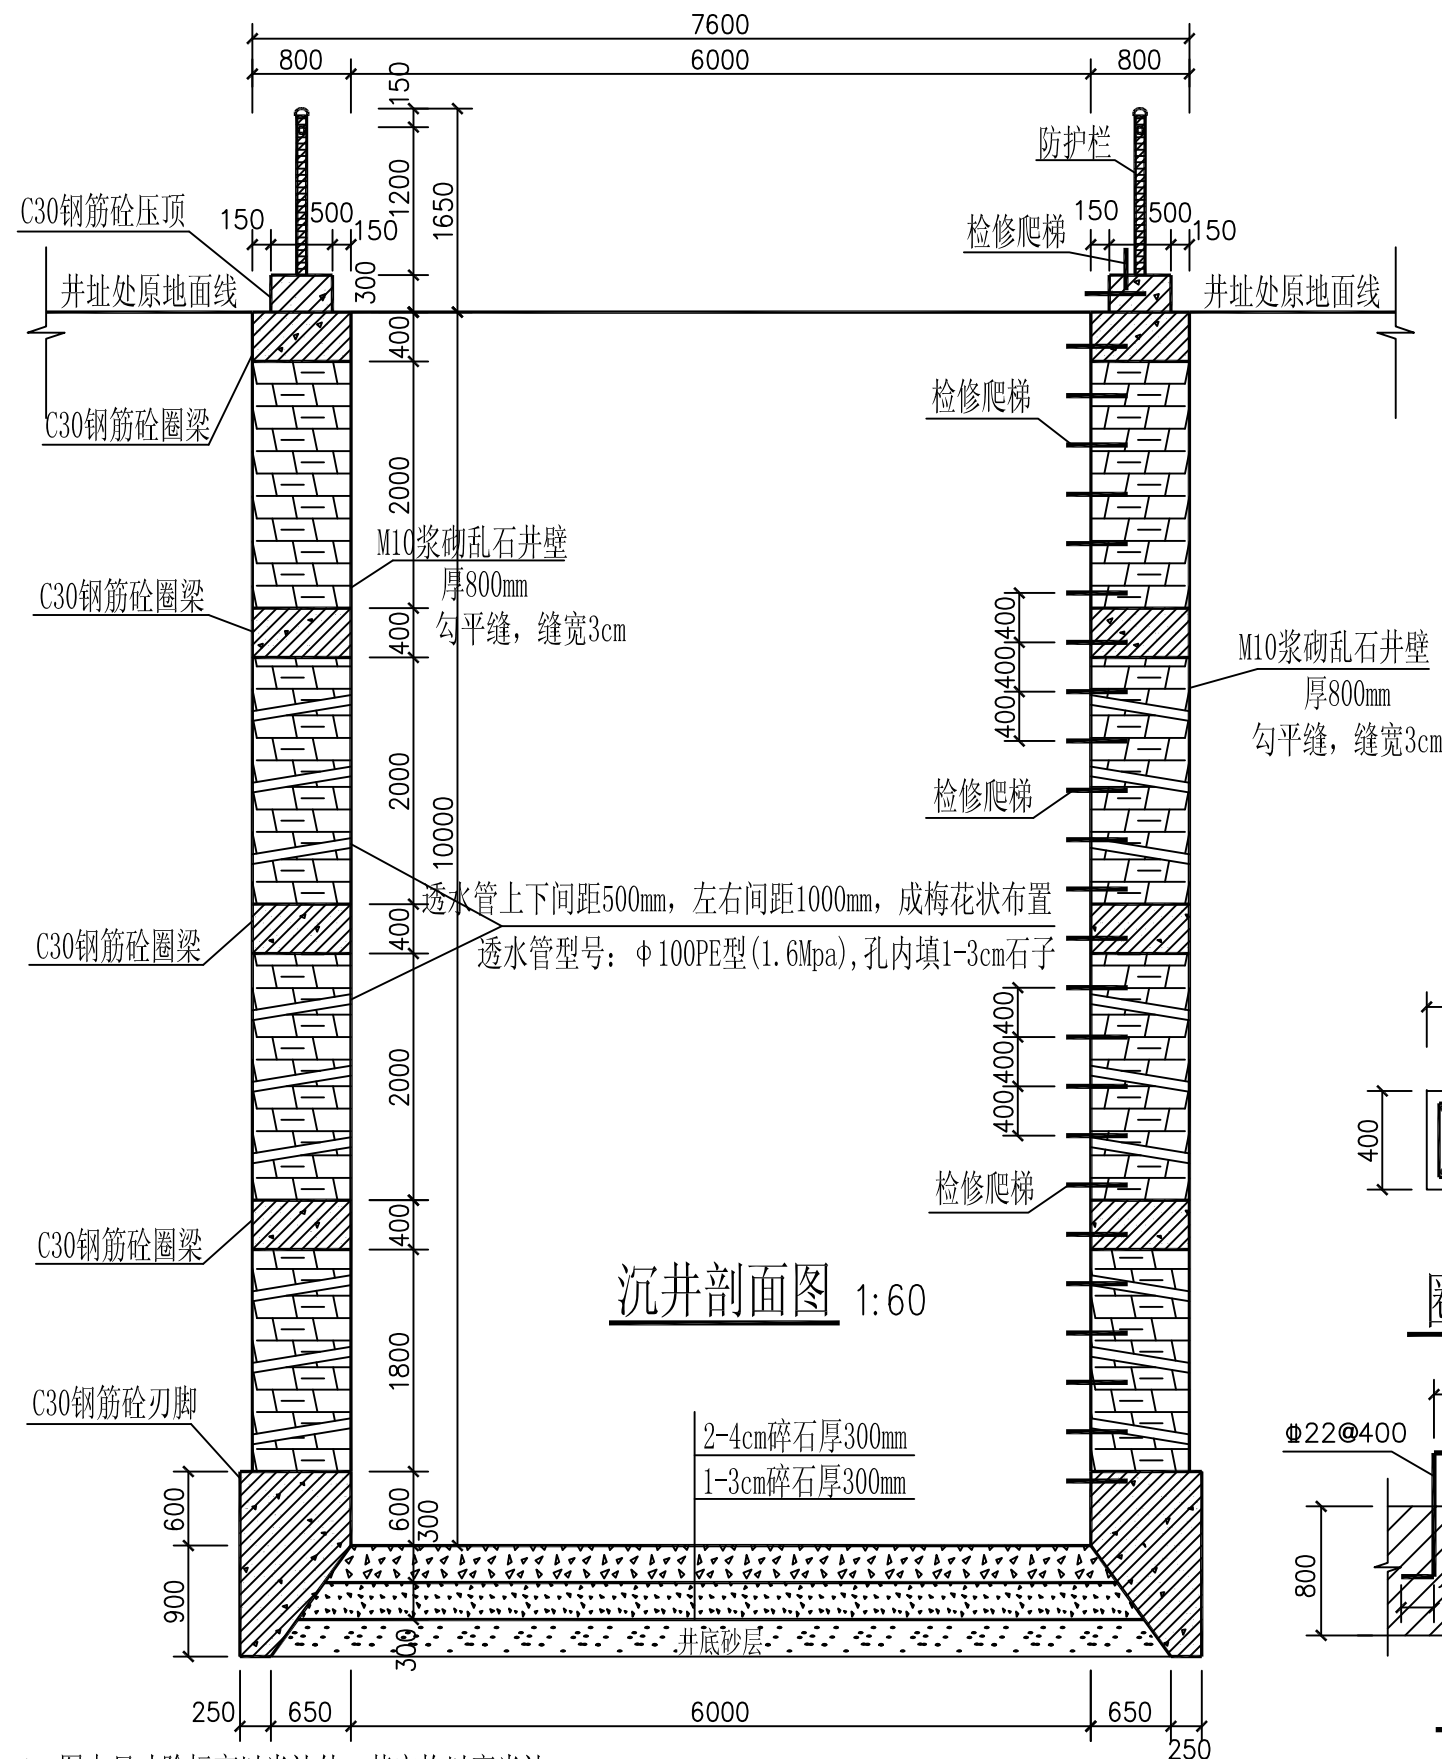 7600
800
6000
800
150
1200
1650
300
防护栏
C30钢筋砼压顶
150
500
150
检修爬梯
150
500
150
井址处原地面线
井址处原地面线
400
C30钢筋砼圈梁
检修爬梯
2000
M10浆砌乱石井壁
厚800mm
勾平缝，缝宽3cm
C30钢筋砼圈梁
400
400
400
400
M10浆砌乱石井壁
厚800mm
勾平缝，缝宽3cm
2000
检修爬梯
10000
透水管上下间距500mm，左右间距1000mm，成梅花状布置
透水管型号：φ100PE型(1.6Mpa),孔内填1-3cm石子
C30钢筋砼圈梁
400
400
400
400
2000
400
检修爬梯
C30钢筋砼圈梁
400
沉井剖面图 1:60
1800
C30钢筋砼刃脚
2-4cm碎石厚300mm
1-3cm碎石厚300mm
Φ22@400
600
600
300
900
800
300
井底砂层
250
650
6000
650
250